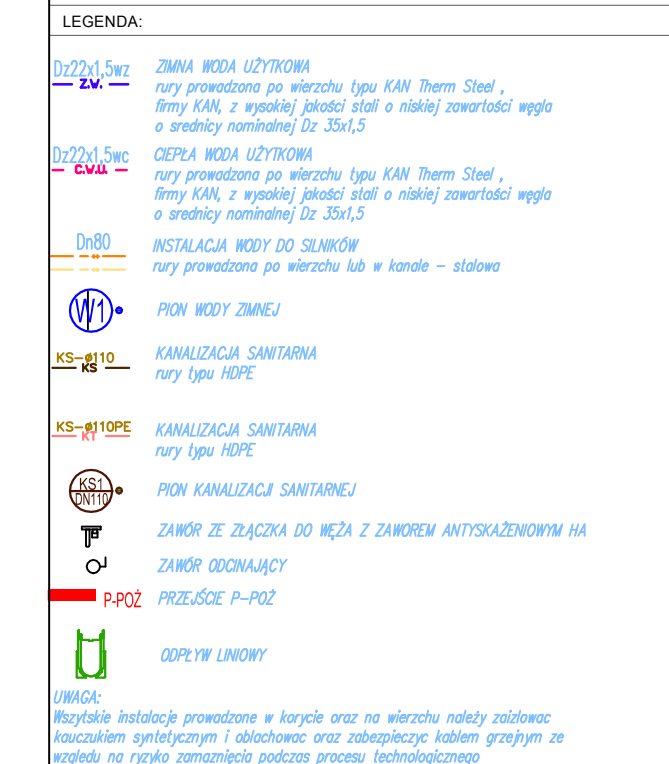 LEGENDA:
Dz22x1,5wz ZIMNA WODA UŻYTKOWA
Z.W. rury prowadzona po wierzchu typu KAN Therm Steel ,
firmy KAN, z wysokiej jakości stali o niskiej zawartości węgla
o srednicy nominalnej Dz 35x1,5
Dz22x1,5wc CIEPŁA WODA UŻYTKOWA
C.W.U. rury prowadzona po wierzchu typu KAN Therm Steel ,
firmy KAN, z wysokiej jakości stali o niskiej zawartości węgla
o srednicy nominalnej Dz 35x1,5
Dn80 INSTALACJA WODY DO SILNIKÓW
rury prowadzona po wierzchu lub w kanale – stalowa
W1 PION WODY ZIMNEJ
KS-ø110 KANALIZACJA SANITARNA
KS rury typu HDPE
KS-ø110PE KANALIZACJA SANITARNA
KT rury typu HDPE
KS1 PION KANALIZACJI SANITARNEJ
DN110
ZAWÓR ZE ZŁĄCZKA DO WĘŻA Z ZAWOREM ANTYSKAŻENIOWYM HA
ZAWÓR ODCINAJĄCY
P-POŻ PRZEJŚCIE P-POŻ
ODPŁYW LINIOWY
UWAGA:
Wszytskie instalacje prowadzone w korycie oraz na wierzchu należy zaizlowac
kauczukiem syntetycznym i oblachowac oraz zabezpieczyc kablem grzejnym ze
względu na ryzyko zamaznięcia podczas procesu technologicznego